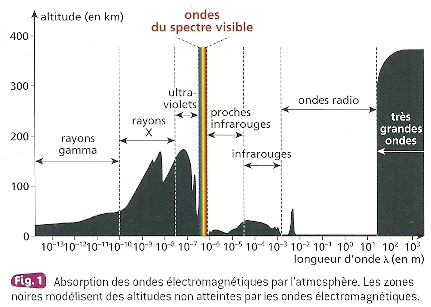 altitude (en km)
ondes
du spectre visible
400
300
200
100
0
ultra-
violets
rayons
X
rayons
gamma
proches
infrarouges
infrarouges
ondes radio
très
grandes
ondes
10⁻¹³ 10⁻¹² 10⁻¹¹ 10⁻¹⁰ 10⁻⁹ 10⁻⁸ 10⁻⁷ 10⁻⁶ 10⁻⁵ 10⁻⁴ 10⁻³ 10⁻² 10⁻¹ 1 10 10² 10³
longueur d'onde λ (en m)
Fig. 1 Absorption des ondes électromagnétiques par l'atmosphère. Les zones
noires modélisent des altitudes non atteintes par les ondes électromagnétiques.